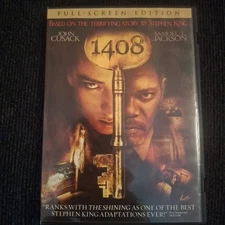 FULL-SCREEN EDITION
BASED ON THE TERRIFYING STORY BY STEPHEN KING
JOHN CUSACK
SAMUEL L. JACKSON
1408
"RANKS WITH THE SHINING AS ONE OF THE BEST
STEPHEN KING ADAPTATIONS EVER!"